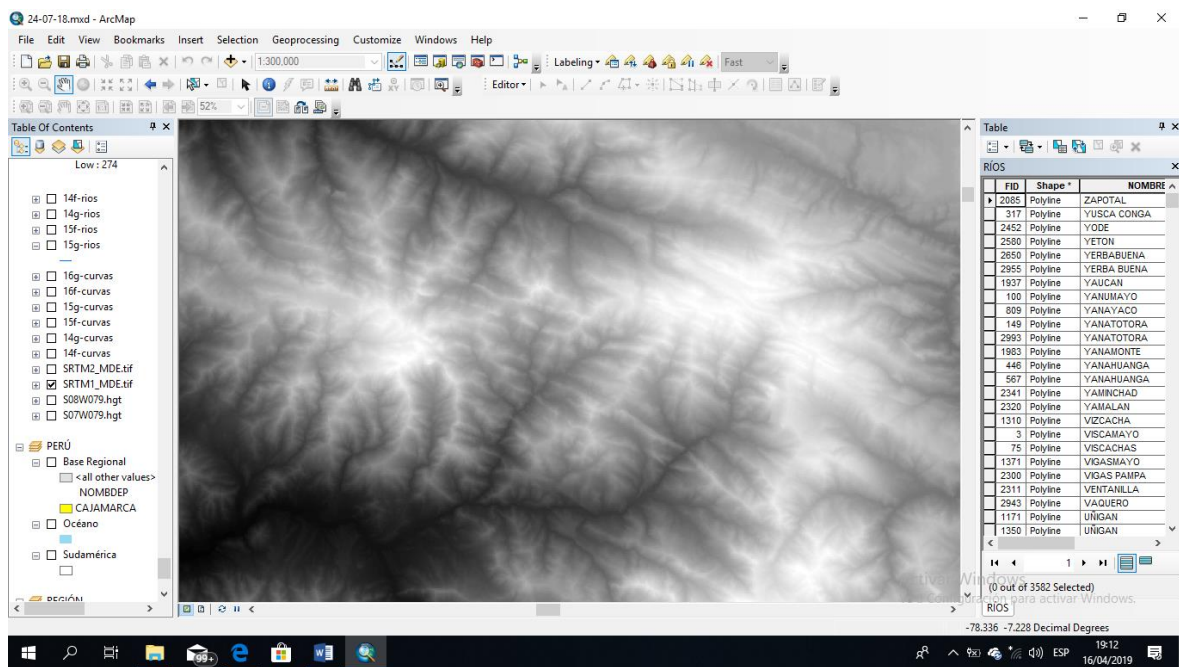 24-07-18.mxd - ArcMap
File Edit View Bookmarks Insert Selection Geoprocessing Customize Windows Help
1:300,000
Labeling
Fast
Editor
52%
Table Of Contents
Low : 274
14f-rios
14g-rios
15f-rios
15g-rios
16g-curvas
16f-curvas
15g-curvas
15f-curvas
14g-curvas
14f-curvas
SRTM2_MDE.tif
SRTM1_MDE.tif
S08W079.hgt
S07W079.hgt
PERÚ
Base Regional
<all other values>
NOMBDEP
CAJAMARCA
Océano
Sudamérica
REGIÓN
Table
RÍOS
FID Shape * NOMBRE
2085 Polyline ZAPOTAL
317 Polyline YUSCA CONGA
2452 Polyline YODE
2580 Polyline YETON
2650 Polyline YERBABUENA
2955 Polyline YERBA BUENA
1937 Polyline YAUCAN
100 Polyline YANUMAYO
809 Polyline YANAYACO
149 Polyline YANATOTORA
2993 Polyline YANATOTORA
1983 Polyline YANAMONTE
446 Polyline YANAHUANGA
567 Polyline YANAHUANGA
2341 Polyline YAMINCHAD
2320 Polyline YAMALAN
1310 Polyline VIZCACHA
3 Polyline VISCAMAYO
75 Polyline VISCACHAS
1371 Polyline VIGASMAYO
2300 Polyline VIGAS PAMPA
2311 Polyline VENTANILLA
2943 Polyline VAQUERO
1171 Polyline UÑIGAN
1350 Polyline UÑIGAN
1
Windows
(0 out of 3582 Selected)
para activar Windows.
RÍOS
-78.336 -7.228 Decimal Degrees
99+
ESP
19:12
16/04/2019